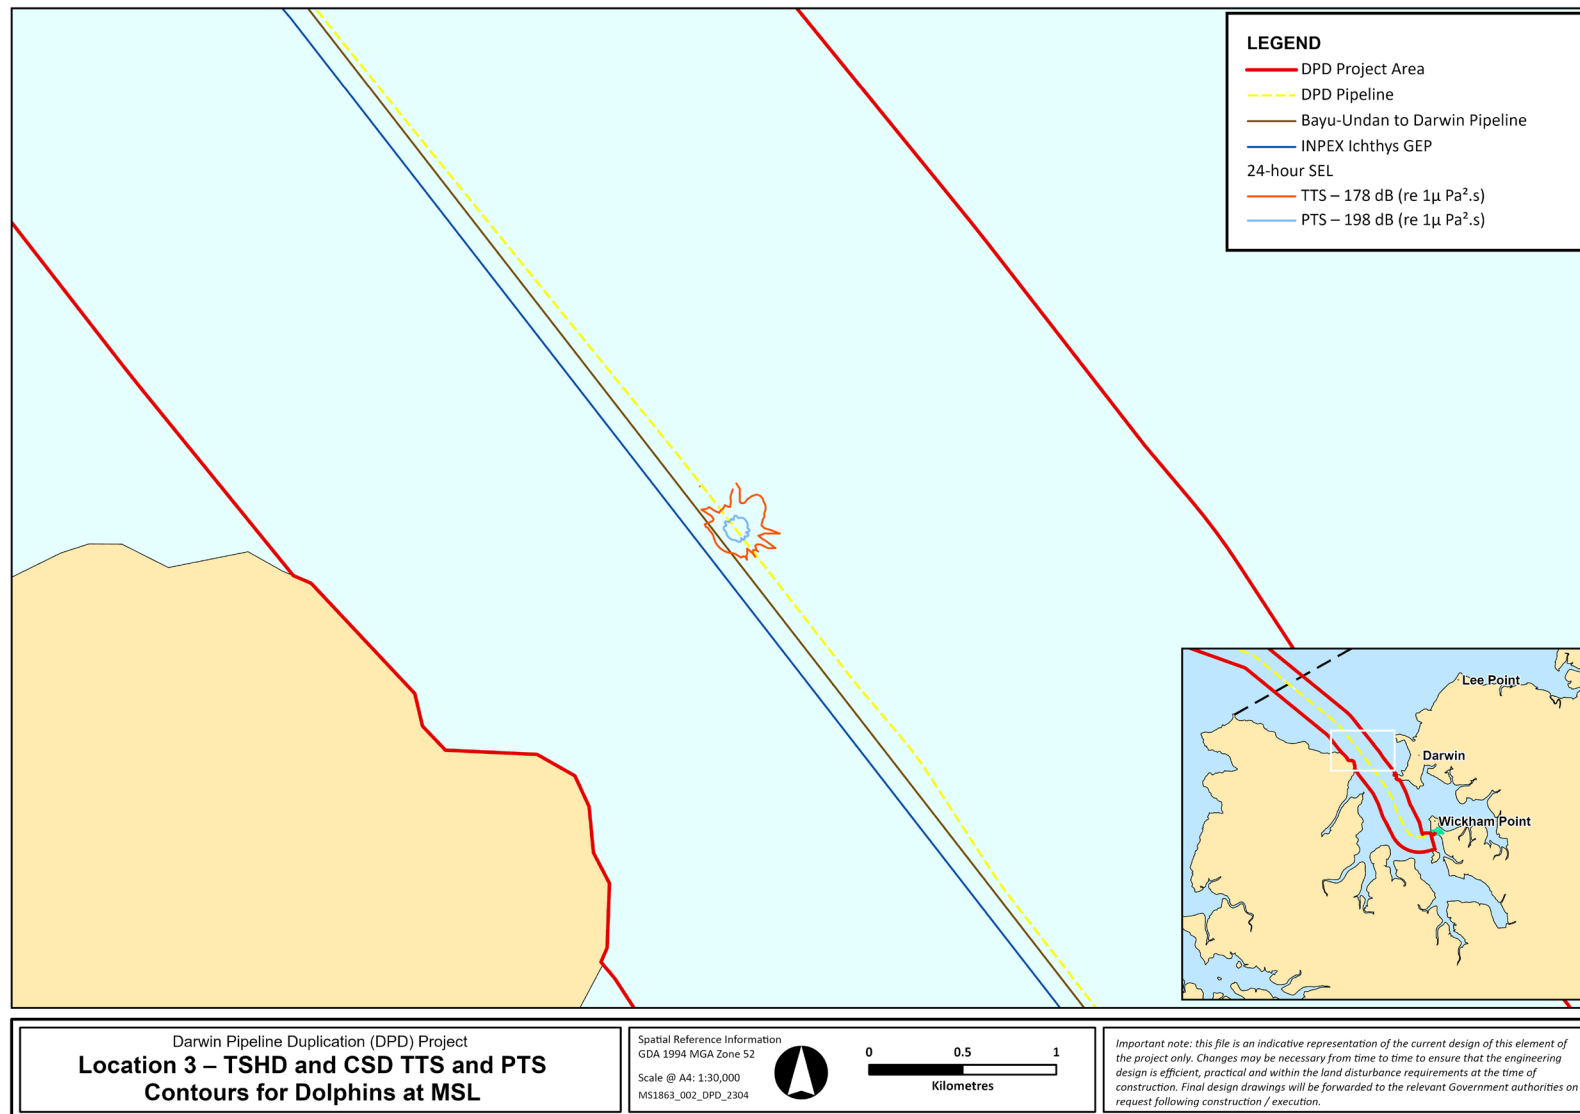 LEGEND
DPD Project Area
DPD Pipeline
Bayu-Undan to Darwin Pipeline
INPEX Ichthys GEP
24-hour SEL
TTS – 178 dB (re 1µ Pa².s)
PTS – 198 dB (re 1µ Pa².s)
Lee Point
Darwin
Wickham Point
Darwin Pipeline Duplication (DPD) Project
Location 3 – TSHD and CSD TTS and PTS
Contours for Dolphins at MSL
Spatial Reference Information
GDA 1994 MGA Zone 52
Scale @ A4: 1:30,000
MS1863_002_DPD_2304
0 0.5 1
Kilometres
Important note: this file is an indicative representation of the current design of this element of
the project only. Changes may be necessary from time to time to ensure that the engineering
design is efficient, practical and within the land disturbance requirements at the time of
construction. Final design drawings will be forwarded to the relevant Government authorities on
request following construction / execution.